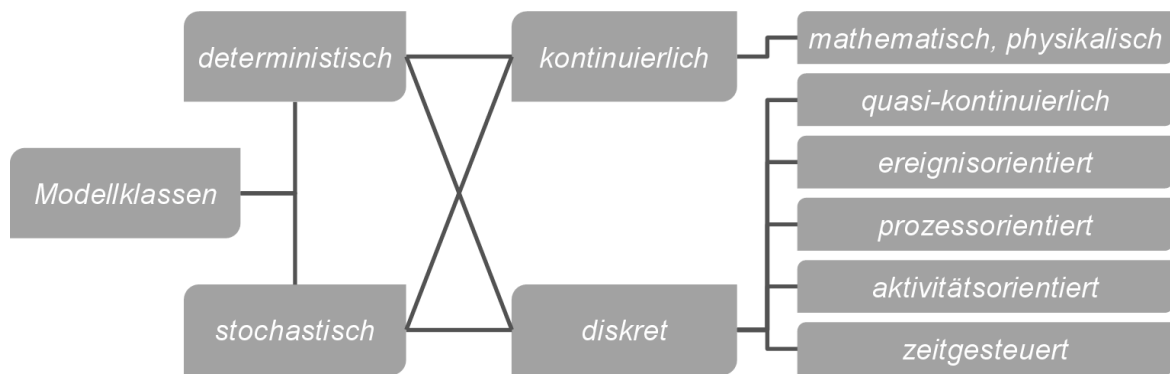 Modellklassen
deterministisch
stochastisch
kontinuierlich
diskret
mathematisch, physikalisch
quasi-kontinuierlich
ereignisorientiert
prozessorientiert
aktivitätsorientiert
zeitgesteuert